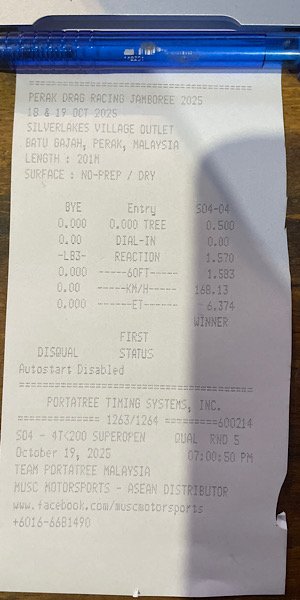 ==============================
PERAK DRAG RACING JAMBOREE 2025
18 & 19 OCT 2025
SILVERLAKES VILLAGE OUTLET
BATU GAJAH, PERAK, MALAYSIA
LENGTH : 201M
SURFACE : NO-PREP / DRY
BYE Entry S04-04
0.000 0.000 TREE 0.500
0.00 DIAL-IN 0.00
-LB3- REACTION 1.570
0.000 ------60FT------ 1.583
0.00 ------KM/H------ 168.13
0.000 -------ET------- 6.374
WINNER
FIRST
DISQUAL STATUS
Autostart Disabled
==============================
PORTATREE TIMING SYSTEMS, INC.
============= 1263/1264 =========600214
S04 - 4T<200 SUPEROPEN QUAL RND 5
October 19, 2025 07:00:50 PM
TEAM PORTATREE MALAYSIA
MUSC MOTORSPORTS - ASEAN DISTRIBUTOR
www.facebook.com/muscmotorsports
+6016-6681490